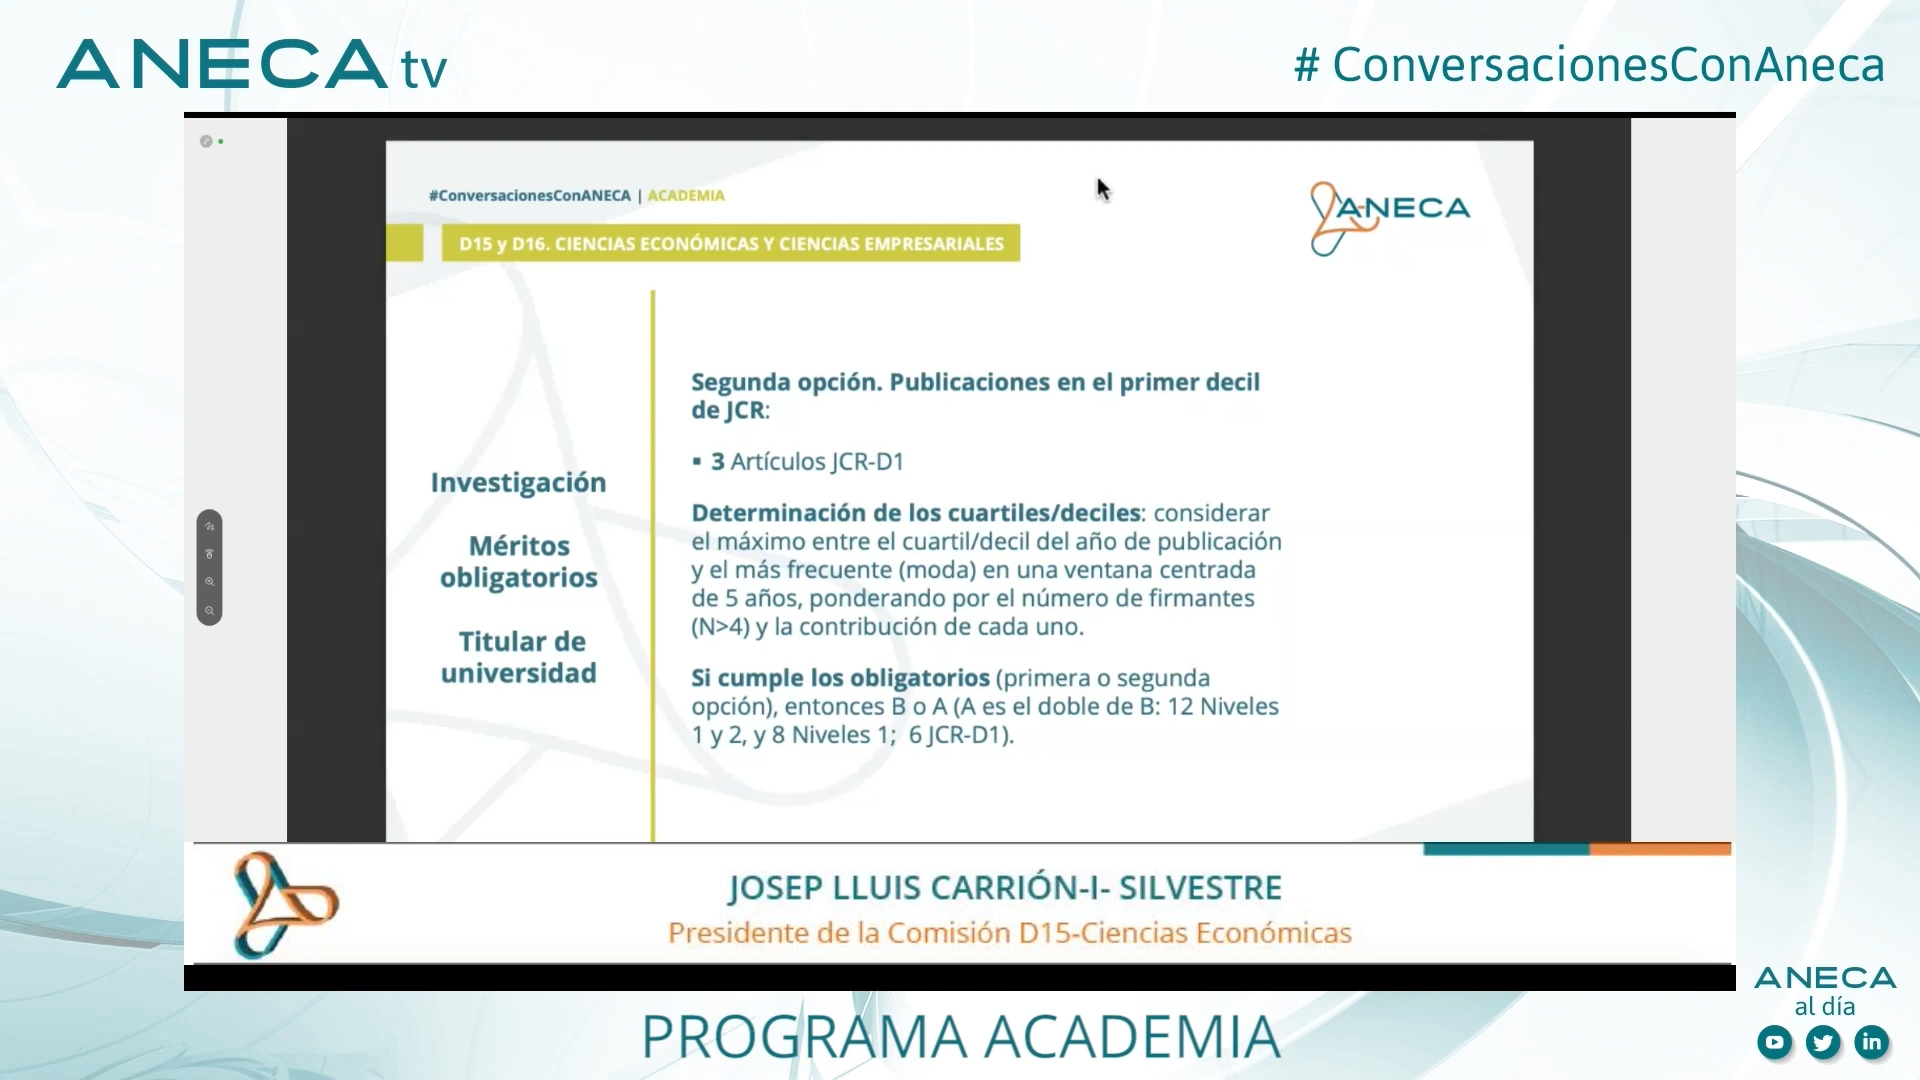 ANECA tv
# ConversacionesConAneca
#ConversacionesConANECA | ACADEMIA
ANECA
D15 y D16. CIENCIAS ECONÓMICAS Y CIENCIAS EMPRESARIALES
Investigación
Méritos
obligatorios
Titular de
universidad
Segunda opción. Publicaciones en el primer decil
de JCR:
▪ 3 Artículos JCR-D1
Determinación de los cuartiles/deciles: considerar
el máximo entre el cuartil/decil del año de publicación
y el más frecuente (moda) en una ventana centrada
de 5 años, ponderando por el número de firmantes
(N>4) y la contribución de cada uno.
Si cumple los obligatorios (primera o segunda
opción), entonces B o A (A es el doble de B: 12 Niveles
1 y 2, y 8 Niveles 1; 6 JCR-D1).
JOSEP LLUIS CARRIÓN-I- SILVESTRE
Presidente de la Comisión D15-Ciencias Económicas
PROGRAMA ACADEMIA
ANECA
al día
in